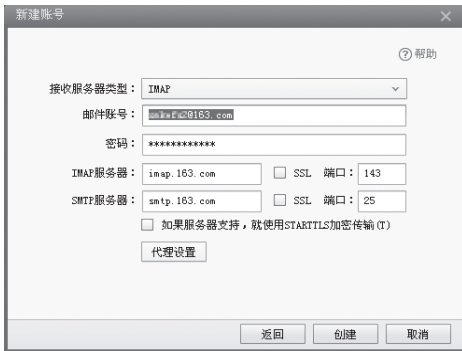 新建账号
帮助
接收服务器类型： IMAP
邮件账号： 2@163.com
密码： ************
IMAP服务器： imap.163.com SSL 端口： 143
SMTP服务器： smtp.163.com SSL 端口： 25
如果服务器支持，就使用STARTTLS加密传输(T)
代理设置
返回 创建 取消